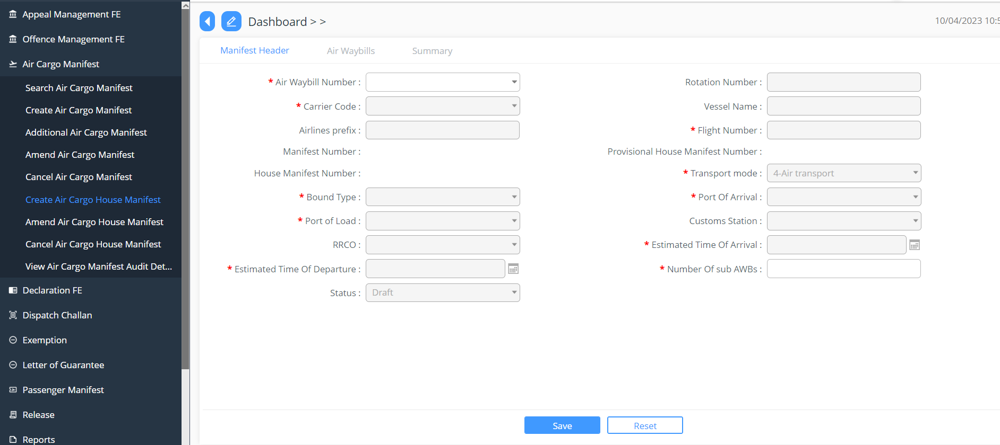 Appeal Management FE
Offence Management FE
Air Cargo Manifest
Search Air Cargo Manifest
Create Air Cargo Manifest
Additional Air Cargo Manifest
Amend Air Cargo Manifest
Cancel Air Cargo Manifest
Create Air Cargo House Manifest
Amend Air Cargo House Manifest
Cancel Air Cargo House Manifest
View Air Cargo Manifest Audit Det...
Declaration FE
Dispatch Challan
Exemption
Letter of Guarantee
Passenger Manifest
Release
Reports
Dashboard > >
10/04/2023 10:5
Manifest Header Air Waybills Summary
* Air Waybill Number :
Rotation Number :
* Carrier Code :
Vessel Name :
Airlines prefix :
* Flight Number :
Manifest Number :
Provisional House Manifest Number :
House Manifest Number :
* Transport mode : 4-Air transport
* Bound Type :
* Port Of Arrival :
* Port of Load :
Customs Station :
RRCO :
* Estimated Time Of Arrival :
* Estimated Time Of Departure :
* Number Of sub AWBs :
Status : Draft
Save Reset